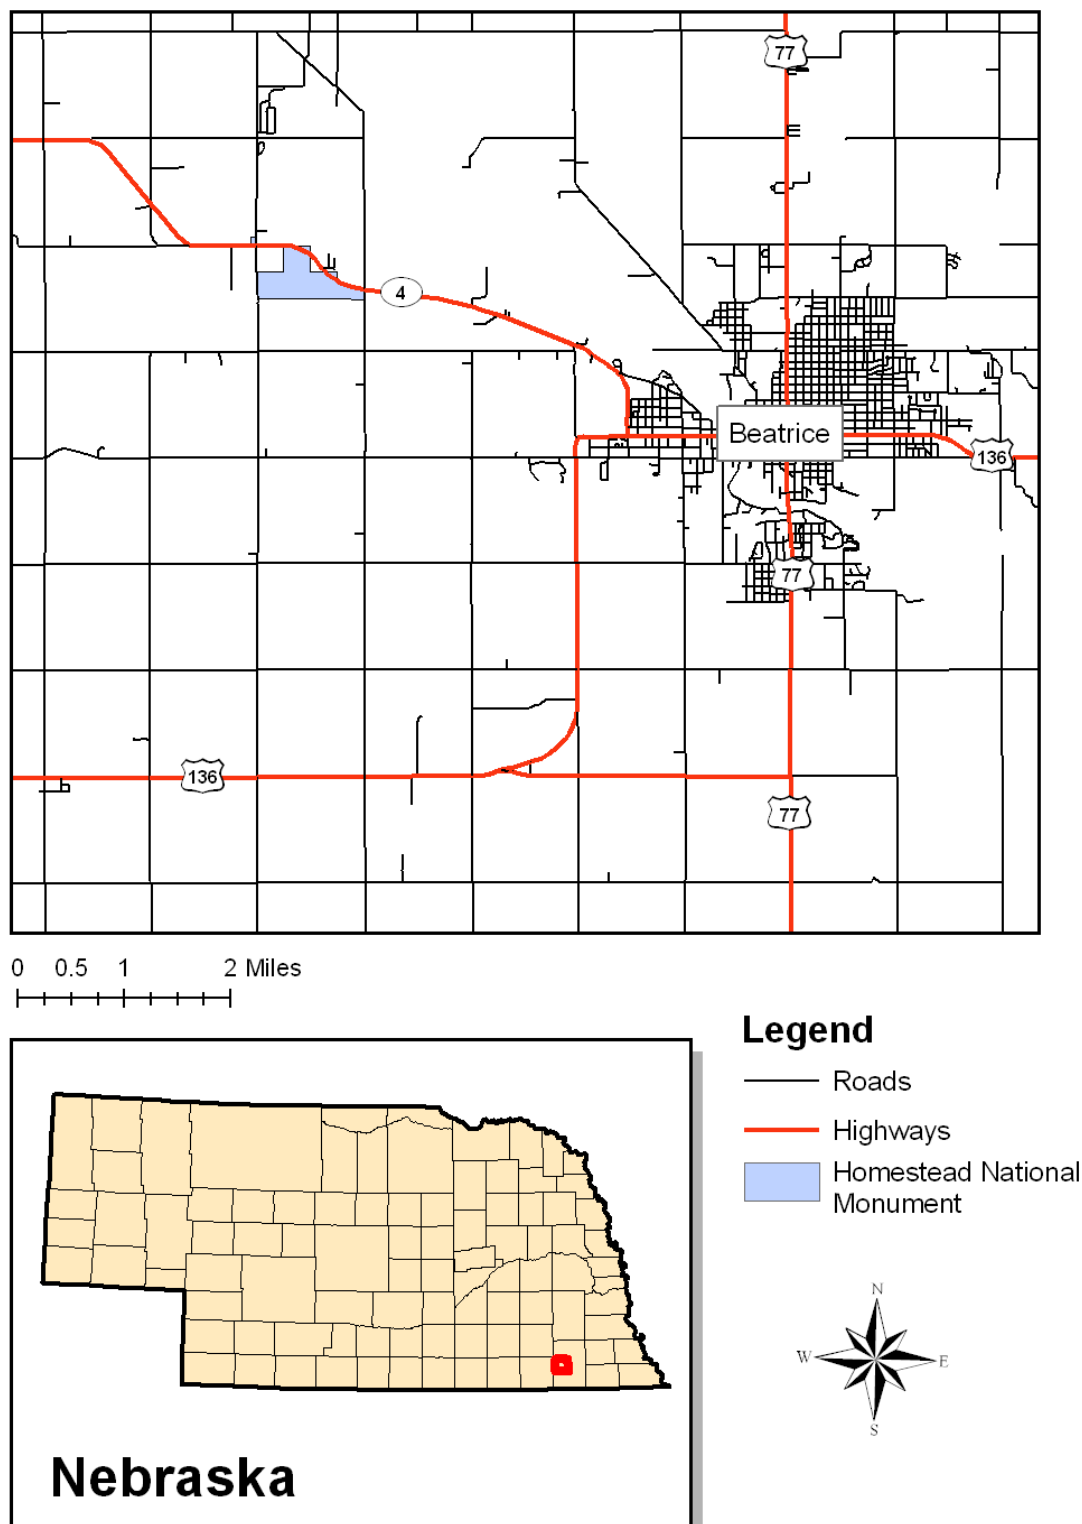 77
4
Beatrice
136
77
136
77
0 0.5 1 2 Miles
Legend
Roads
Highways
Homestead National
Monument
N
W E
S
Nebraska